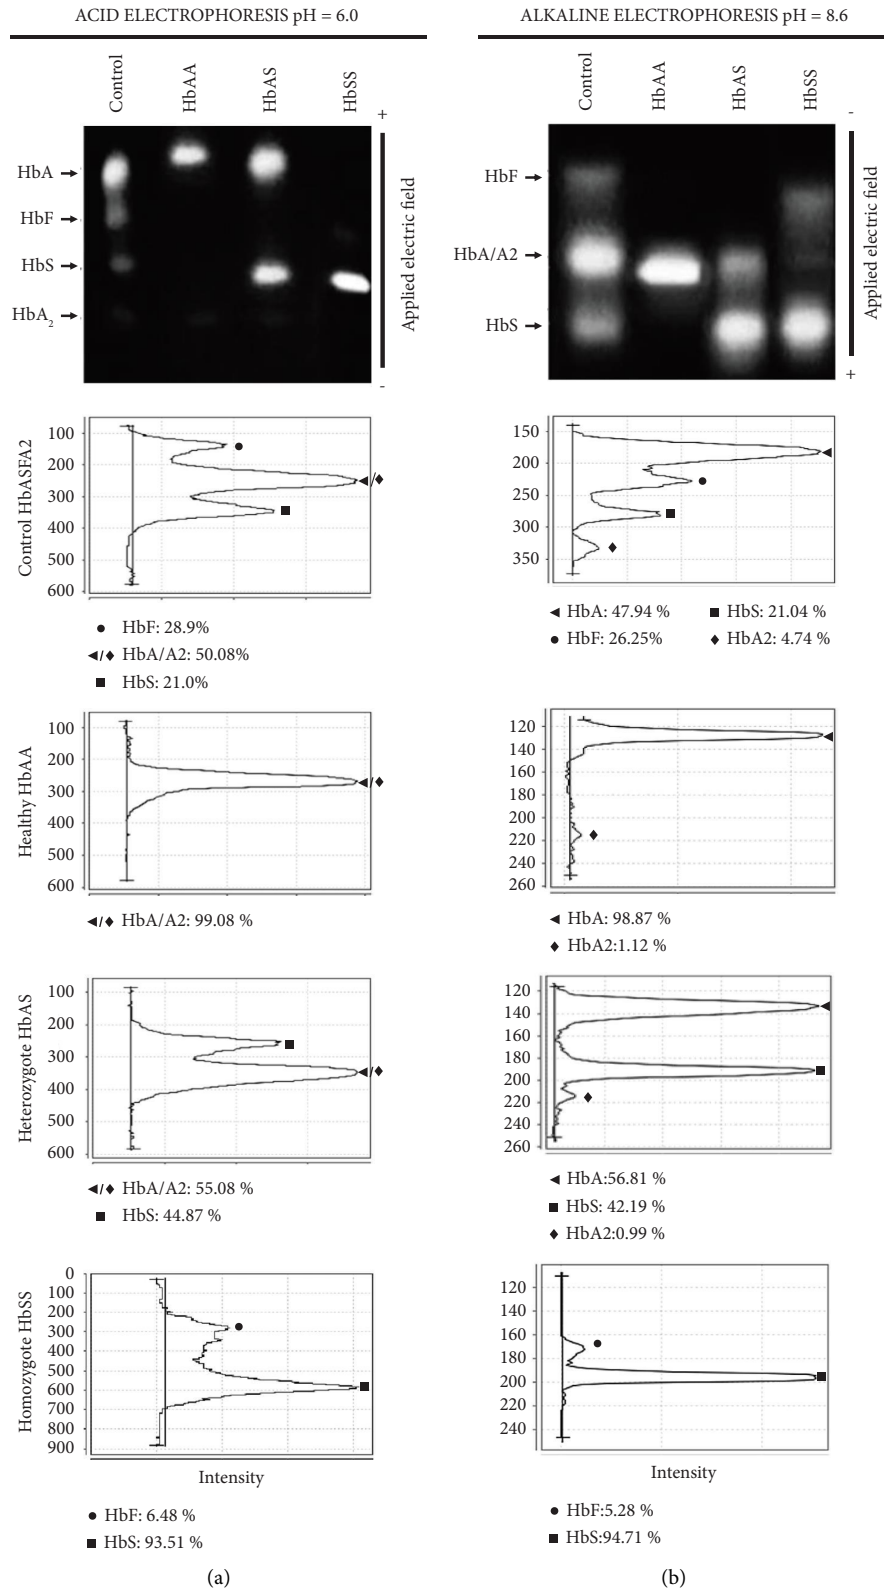 ACID ELECTROPHORESIS pH = 6.0
Control
HbAA
HbAS
HbSS
+
HbA
HbF
HbS
HbA2
Applied electric field
-
Control HbASFA2
100
200
300
400
500
600
HbF: 28.9%
HbA/A2: 50.08%
HbS: 21.0%
Healthy HbAA
100
200
300
400
500
600
HbA/A2: 99.08 %
Heterozygote HbAS
100
200
300
400
500
600
HbA/A2: 55.08 %
HbS: 44.87 %
Homozygote HbSS
0
100
200
300
400
500
600
700
800
900
Intensity
HbF: 6.48 %
HbS: 93.51 %
(a)
ALKALINE ELECTROPHORESIS pH = 8.6
Control
HbAA
HbAS
HbSS
-
HbF
HbA/A2
HbS
Applied electric field
+
150
200
250
300
350
HbA: 47.94 %
HbS: 21.04 %
HbF: 26.25%
HbA2: 4.74 %
120
140
160
180
200
220
240
260
HbA: 98.87 %
HbA2:1.12 %
120
140
160
180
200
220
240
260
HbA:56.81 %
HbS: 42.19 %
HbA2:0.99 %
120
140
160
180
200
240
Intensity
HbF:5.28 %
HbS:94.71 %
(b)